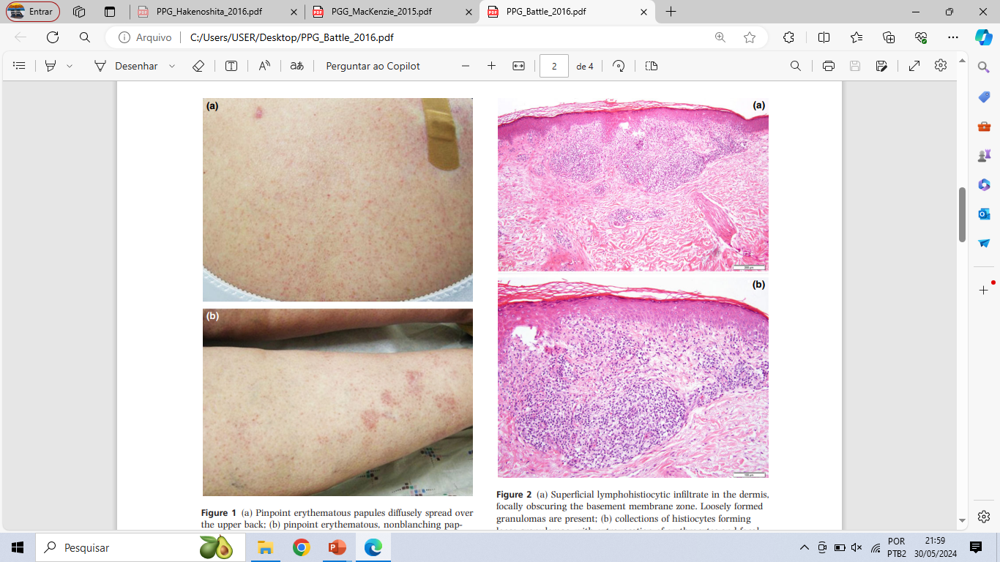 Entrar
PPG_Hakenoshita_2016.pdf
PGG_MacKenzie_2015.pdf
PPG_Battle_2016.pdf
Arquivo
C:/Users/USER/Desktop/PPG_Battle_2016.pdf
Desenhar
Perguntar ao Copilot
2
de 4
(a)
(b)
Figure 1 (a) Pinpoint erythematous papules diffusely spread over
the upper back; (b) pinpoint erythematous, nonblanching pap-
(a)
(b)
Figure 2 (a) Superficial lymphohistiocytic infiltrate in the dermis,
focally obscuring the basement membrane zone. Loosely formed
granulomas are present; (b) collections of histiocytes forming
Pesquisar
POR
PTB2
21:59
30/05/2024